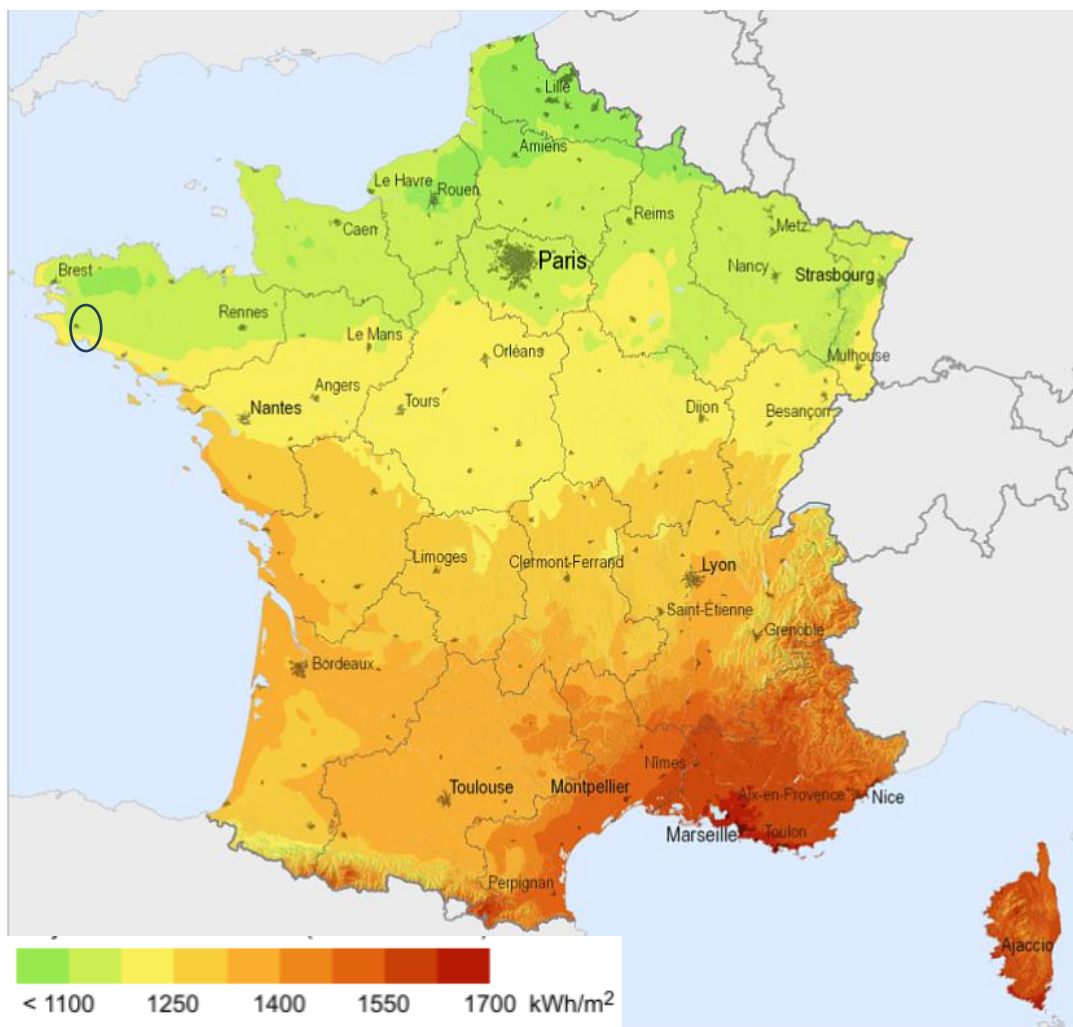 Lille
Amiens
Le Havre
Rouen
Caen
Reims
Metz
Paris
Nancy
Strasbourg
Brest
Rennes
Le Mans
Orléans
Mulhouse
Angers
Tours
Nantes
Dijon
Besançon
Limoges
Clermont-Ferrand
Lyon
Saint-Étienne
Grenoble
Bordeaux
Nîmes
Toulouse
Montpellier
Aix-en-Provence
Nice
Marseille
Toulon
Perpignan
Ajaccio
< 1100 1250 1400 1550 1700 kWh/m²